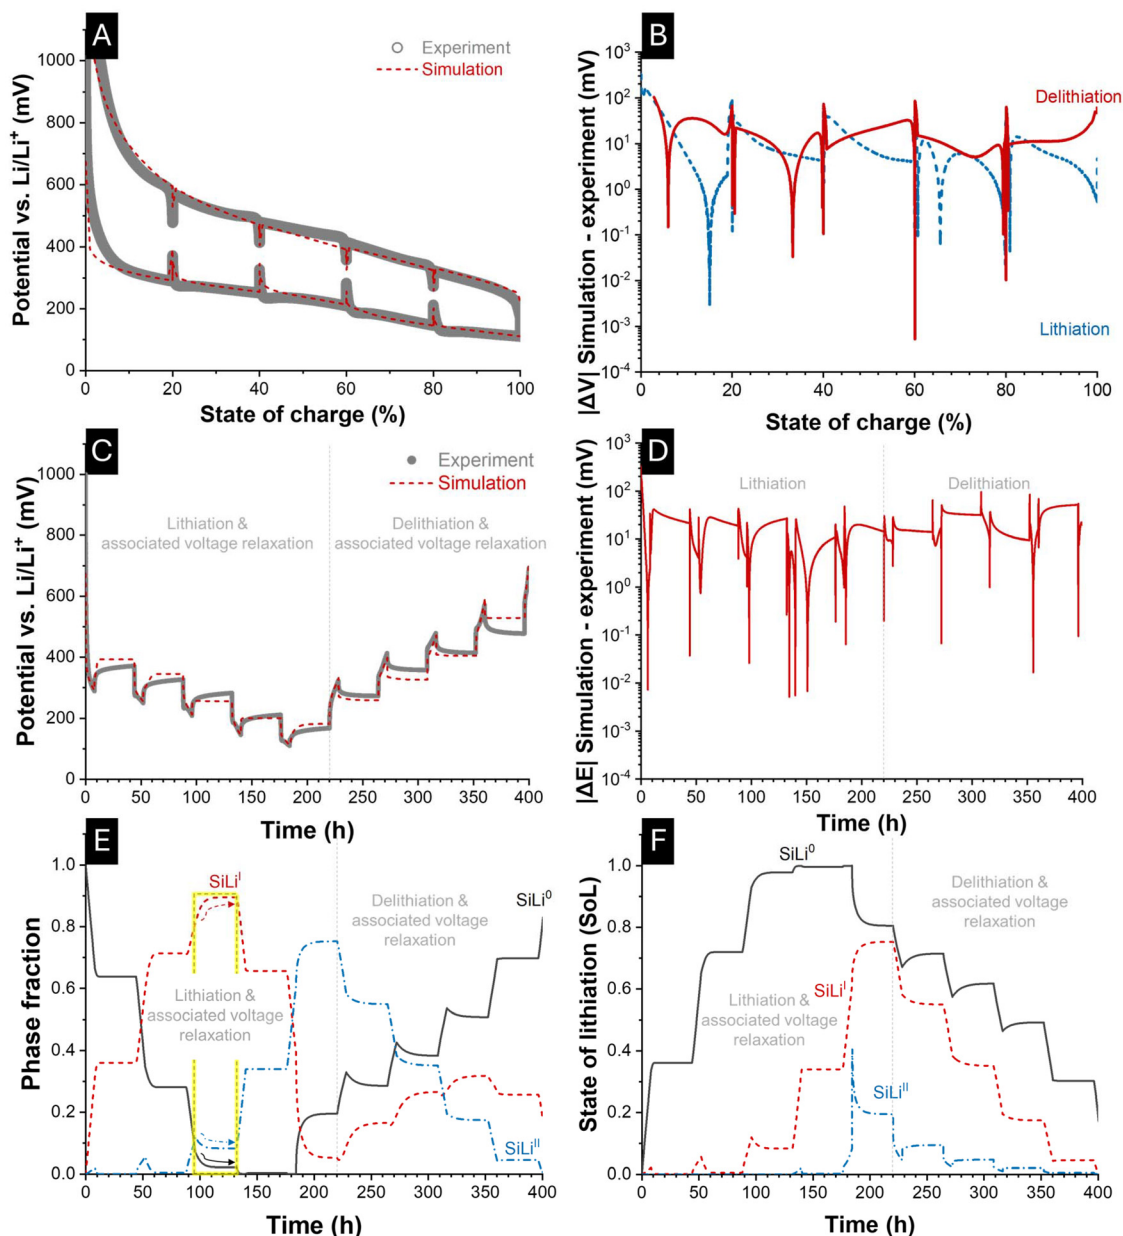 A
1000
800
600
400
200
0
Potential vs. Li/Li⁺ (mV)
Experiment
Simulation
0 20 40 60 80 100
State of charge (%)
B
10³
10²
10¹
10⁰
10⁻¹
10⁻²
10⁻³
10⁻⁴
|ΔV| Simulation - experiment (mV)
Delithiation
Lithiation
0 20 40 60 80 100
State of charge (%)
C
1000
800
600
400
200
0
Potential vs. Li/Li⁺ (mV)
Experiment
Simulation
Lithiation &
associated voltage relaxation
Delithiation &
associated voltage relaxation
0 50 100 150 200 250 300 350 400
Time (h)
D
10³
10²
10¹
10⁰
10⁻¹
10⁻²
10⁻³
10⁻⁴
|ΔE| Simulation - experiment (mV)
Lithiation
Delithiation
0 50 100 150 200 250 300 350 400
Time (h)
E
1.0
0.8
0.6
0.4
0.2
0.0
Phase fraction
SiLiᴵ
Delithiation &
associated voltage
relaxation
SiLi⁰
Lithiation &
associated voltage
relaxation
SiLiᴵᴵ
0 50 100 150 200 250 300 350 400
Time (h)
F
1.0
0.8
0.6
0.4
0.2
0.0
State of lithiation (SoL)
SiLi⁰
Delithiation &
associated voltage
relaxation
Lithiation &
associated voltage
relaxation
SiLiᴵ
SiLiᴵᴵ
0 50 100 150 200 250 300 350 400
Time (h)